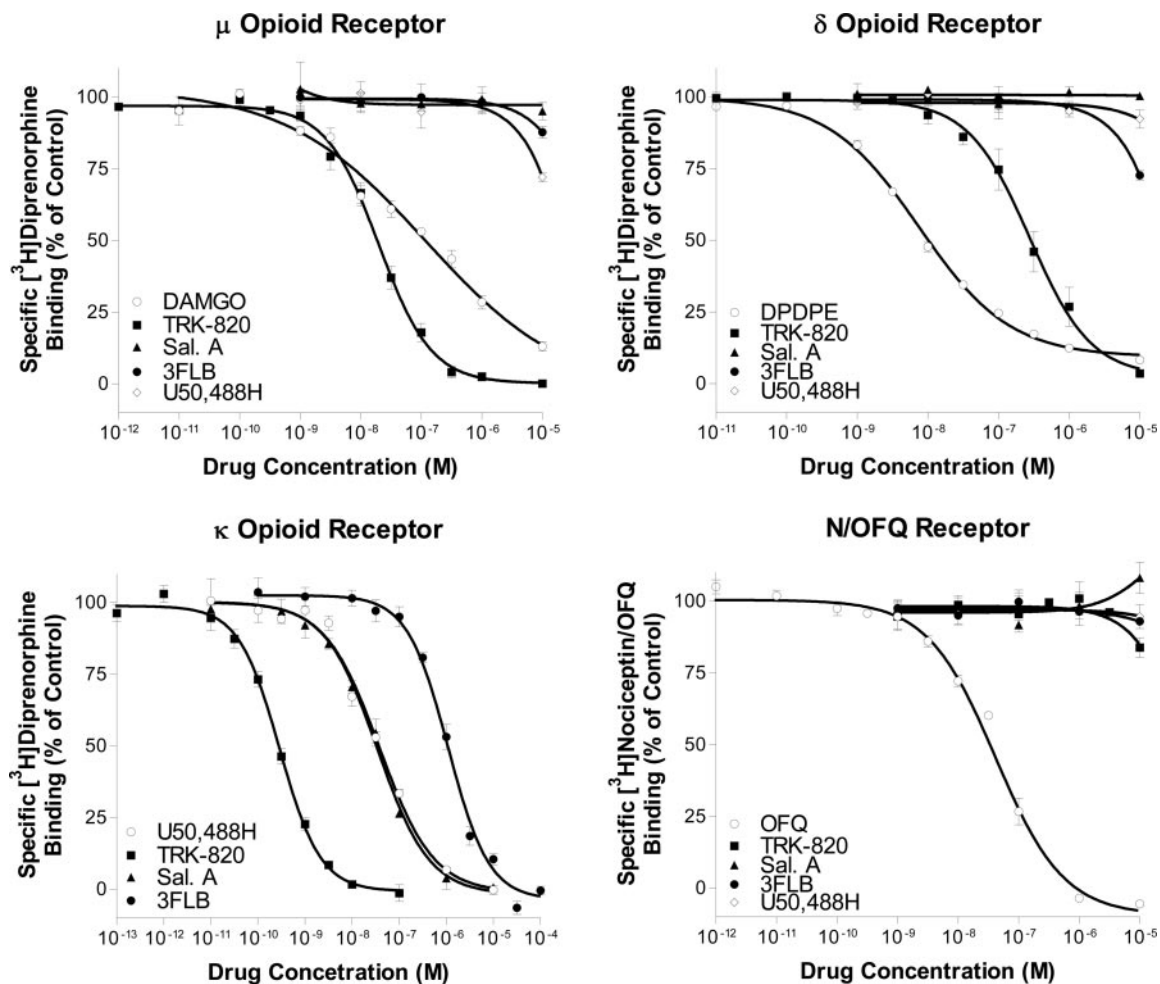 μ Opioid Receptor
Specific [³H]Diprenorphine
Binding (% of Control)
100
75
50
25
0
DAMGO
TRK-820
Sal. A
3FLB
U50,488H
10⁻¹² 10⁻¹¹ 10⁻¹⁰ 10⁻⁹ 10⁻⁸ 10⁻⁷ 10⁻⁶ 10⁻⁵
Drug Concentration (M)
δ Opioid Receptor
Specific [³H]Diprenorphine
Binding (% of Control)
100
75
50
25
0
DPDPE
TRK-820
Sal. A
3FLB
U50,488H
10⁻¹¹ 10⁻¹⁰ 10⁻⁹ 10⁻⁸ 10⁻⁷ 10⁻⁶ 10⁻⁵
Drug Concentration (M)
κ Opioid Receptor
Specific [³H]Diprenorphine
Binding (% of Control)
100
75
50
25
0
U50,488H
TRK-820
Sal. A
3FLB
10⁻¹³ 10⁻¹² 10⁻¹¹ 10⁻¹⁰ 10⁻⁹ 10⁻⁸ 10⁻⁷ 10⁻⁶ 10⁻⁵ 10⁻⁴
Drug Concetration (M)
N/OFQ Receptor
Specific [³H]Nociceptin/OFQ
Binding (% of Control)
100
75
50
25
0
OFQ
TRK-820
Sal. A
3FLB
U50,488H
10⁻¹² 10⁻¹¹ 10⁻¹⁰ 10⁻⁹ 10⁻⁸ 10⁻⁷ 10⁻⁶ 10⁻⁵
Drug Concentration (M)